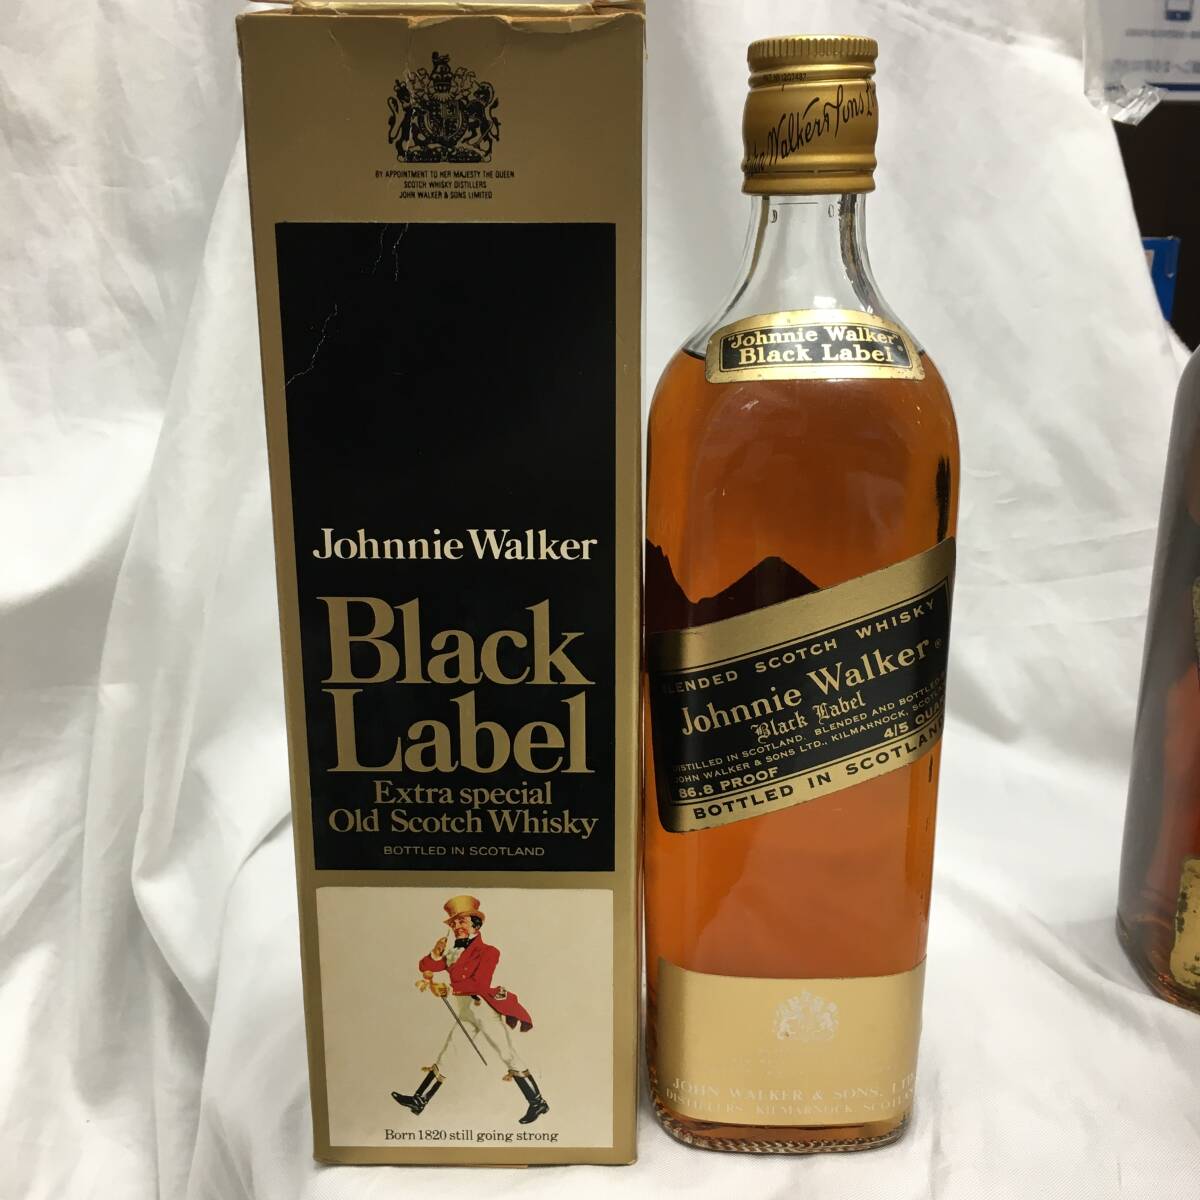 BY APPOINTMENT TO HER MAJESTY THE QUEEN
SCOTCH WHISKY DISTILLERS
JOHN WALKER & SONS LIMITED
Johnnie Walker
Black
Label
Extra special
Old Scotch Whisky
BOTTLED IN SCOTLAND
Born 1820 still going strong
John Walker & Sons
"Johnnie Walker"
Black Label
BLENDED SCOTCH WHISKY
Johnnie Walker ®
Black Label
DISTILLED IN SCOTLAND. BLENDED AND BOTTLED
JOHN WALKER & SONS LTD., KILMARNOCK,
86.8 PROOF 4/5
BOTTLED IN SCOTLAND
JOHN WALKER & SONS, LTD.
DISTILLERS, KILMARNOCK,